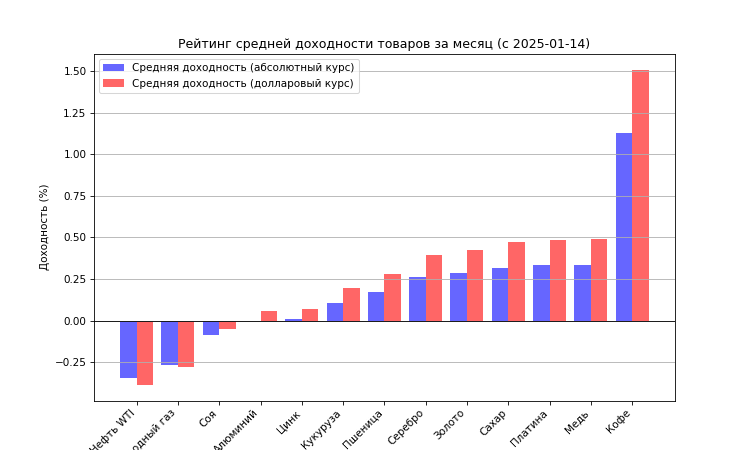 Рейтинг средней доходности товаров за месяц (с 2025-01-14)
Средняя доходность (абсолютный курс)
Средняя доходность (долларовый курс)
Доходность (%)
1.50
1.25
1.00
0.75
0.50
0.25
0.00
−0.25
Нефть WTI
одный газ
Соя
Алюминий
Цинк
Кукуруза
Пшеница
Серебро
Золото
Сахар
Платина
Медь
Кофе